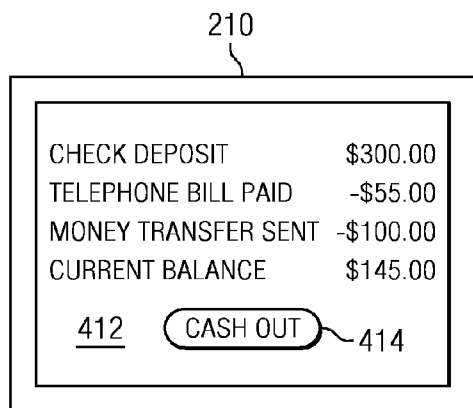 210
CHECK DEPOSIT $300.00
TELEPHONE BILL PAID -$55.00
MONEY TRANSFER SENT -$100.00
CURRENT BALANCE $145.00
412 CASH OUT 414